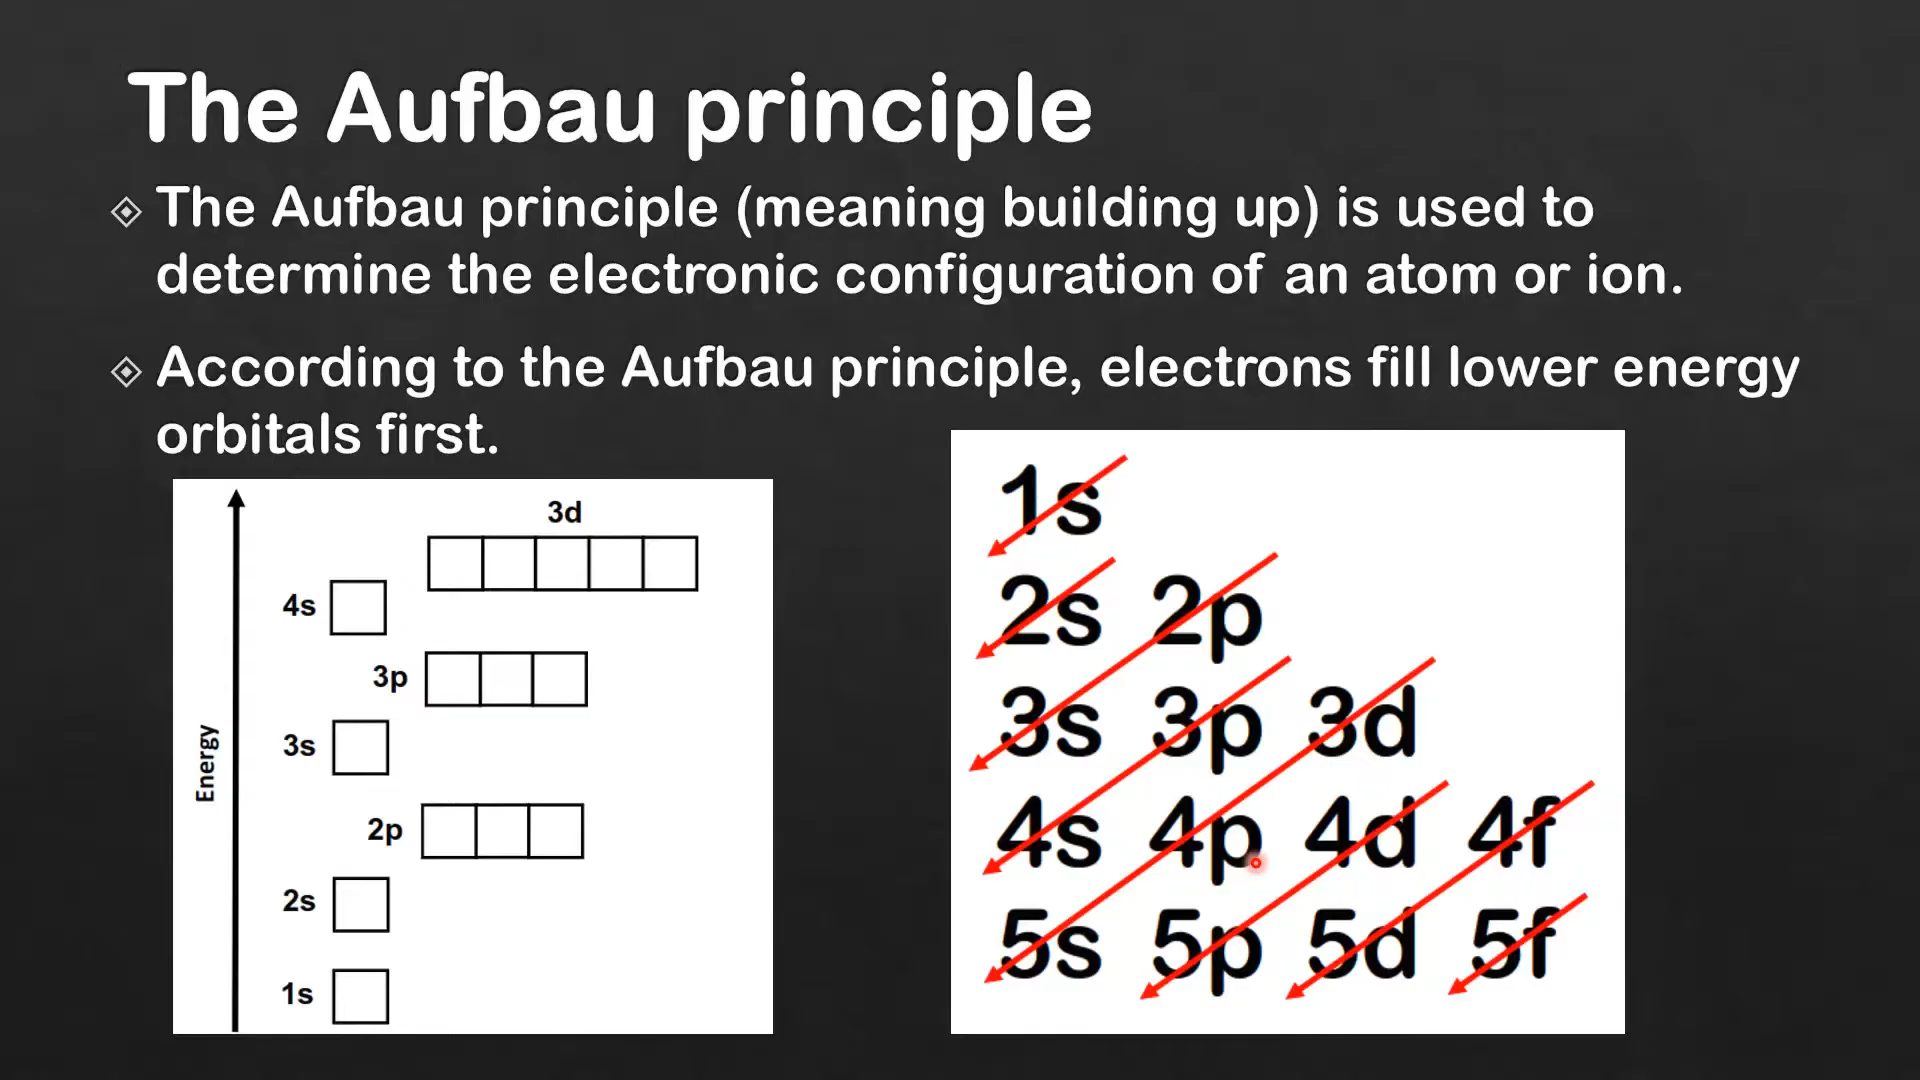 The Aufbau principle
The Aufbau principle (meaning building up) is used to
determine the electronic configuration of an atom or ion.
According to the Aufbau principle, electrons fill lower energy
orbitals first.
3d
4s
3p
3s
Energy
2p
2s
1s
1s
2s 2p
3s 3p 3d
4s 4p 4d 4f
5s 5p 5d 5f